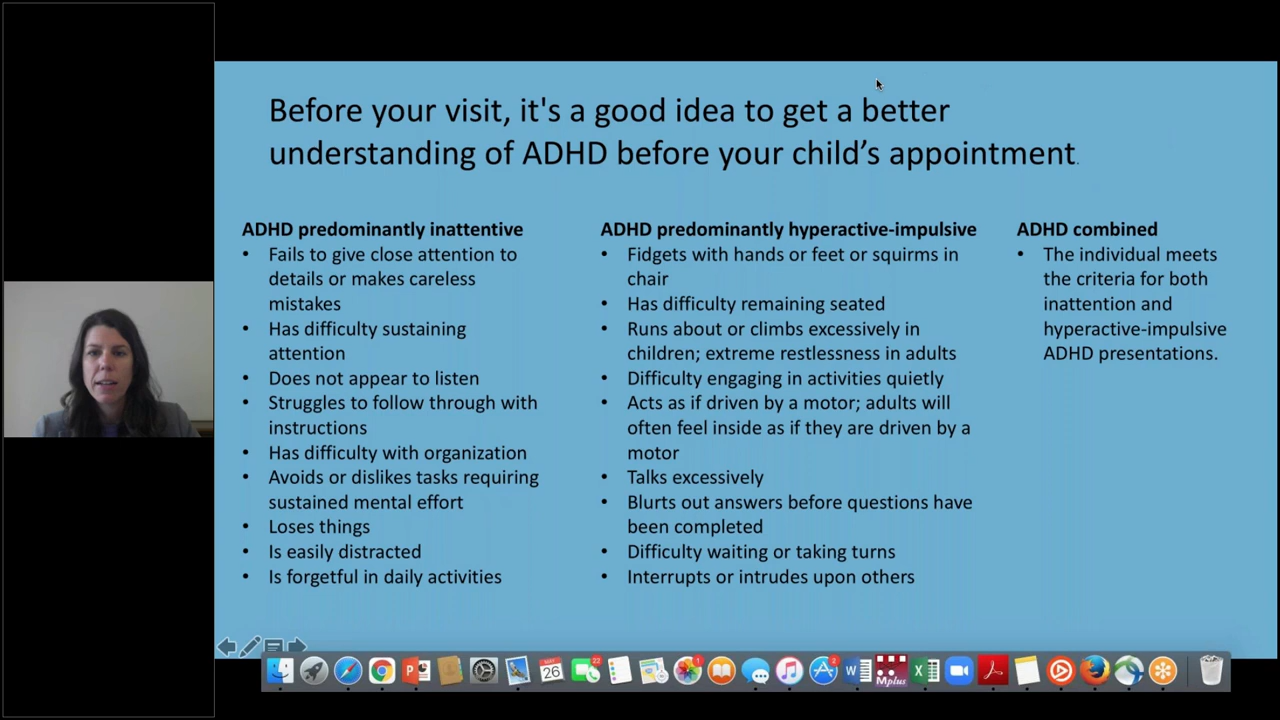 Before your visit, it's a good idea to get a better
understanding of ADHD before your child’s appointment.
ADHD predominantly inattentive
• Fails to give close attention to
details or makes careless
mistakes
• Has difficulty sustaining
attention
• Does not appear to listen
• Struggles to follow through with
instructions
• Has difficulty with organization
• Avoids or dislikes tasks requiring
sustained mental effort
• Loses things
• Is easily distracted
• Is forgetful in daily activities
ADHD predominantly hyperactive-impulsive
• Fidgets with hands or feet or squirms in
chair
• Has difficulty remaining seated
• Runs about or climbs excessively in
children; extreme restlessness in adults
• Difficulty engaging in activities quietly
• Acts as if driven by a motor; adults will
often feel inside as if they are driven by a
motor
• Talks excessively
• Blurts out answers before questions have
been completed
• Difficulty waiting or taking turns
• Interrupts or intrudes upon others
ADHD combined
• The individual meets
the criteria for both
inattention and
hyperactive-impulsive
ADHD presentations.
MAY
26
Mplus